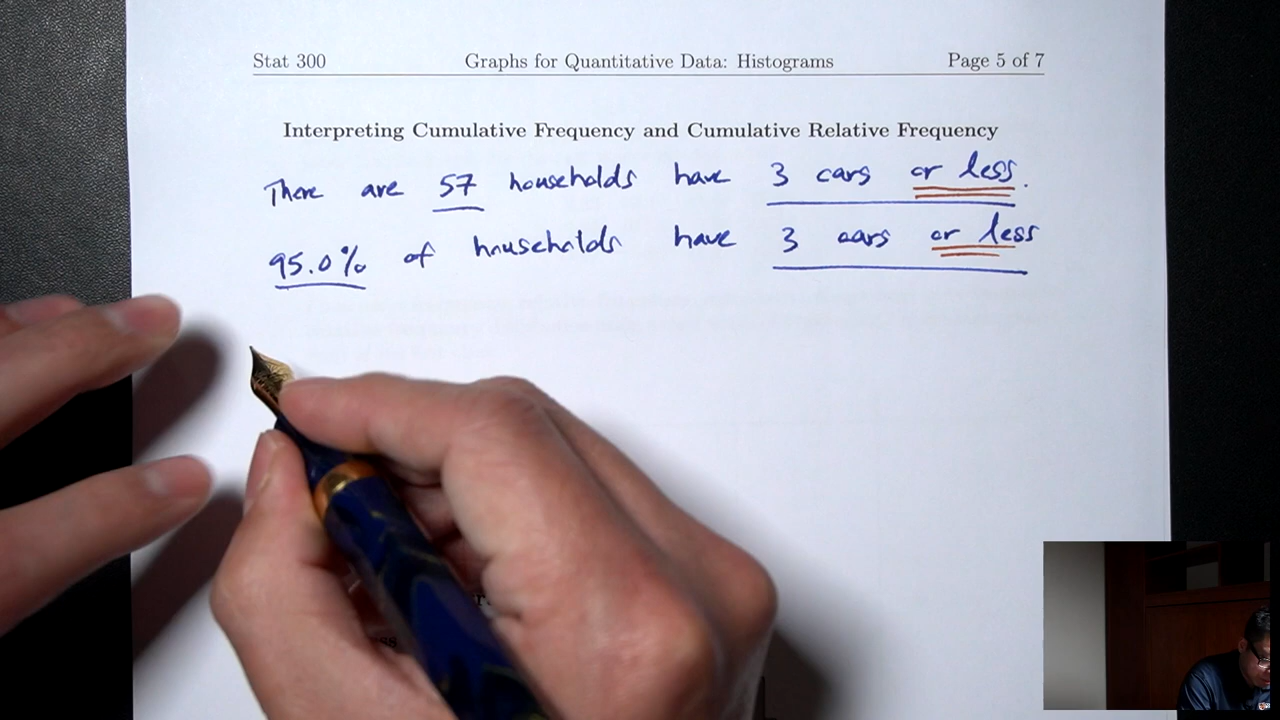 Stat 300 Graphs for Quantitative Data: Histograms Page 5 of 7
Interpreting Cumulative Frequency and Cumulative Relative Frequency
There are 57 households have 3 cars or less.
95.0% of households have 3 cars or less